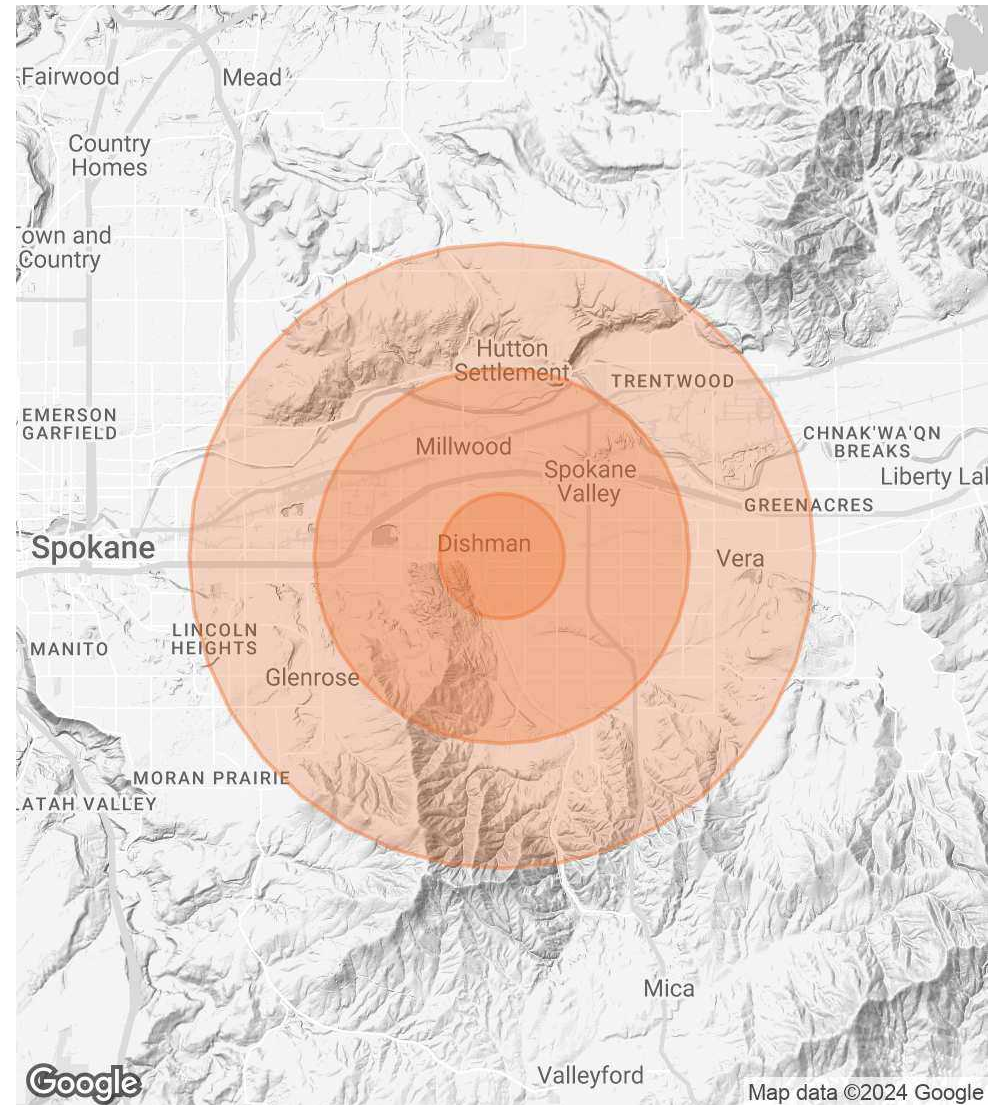 Fairwood
Mead
Country
Homes
Town and
Country
Hutton
Settlement
TRENTWOOD
EMERSON
GARFIELD
Millwood
CHNAK'WA'QN
BREAKS
Spokane
Valley
Liberty Lal
GREENACRES
Spokane
Dishman
Vera
LINCOLN
HEIGHTS
MANITO
Glenrose
MORAN PRAIRIE
LATAH VALLEY
Mica
Valleyford
Google
Map data ©2024 Google